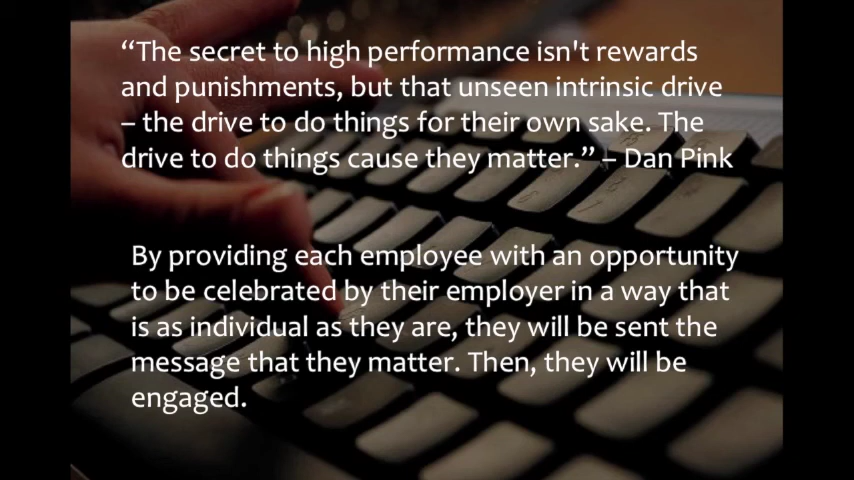 “The secret to high performance isn't rewards
and punishments, but that unseen intrinsic drive
– the drive to do things for their own sake. The
drive to do things cause they matter.” – Dan Pink
By providing each employee with an opportunity
to be celebrated by their employer in a way that
is as individual as they are, they will be sent the
message that they matter. Then, they will be
engaged.